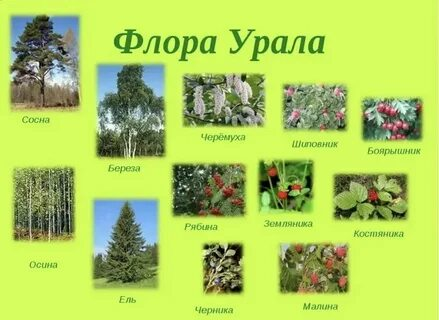 Флора Урала
Сосна
Береза
Черёмуха
Шиповник
Боярышник
Осина
Ель
Рябина
Земляника
Костяника
Черника
Малина